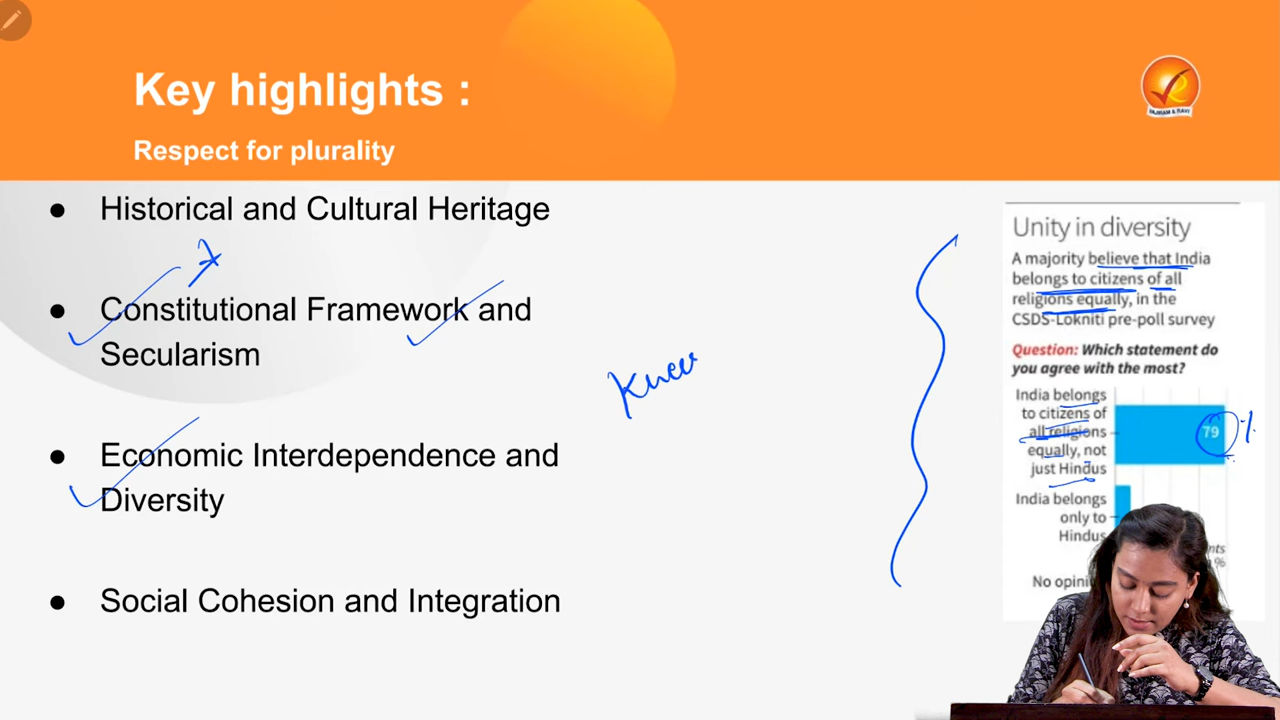 Key highlights :
Respect for plurality
VAJIRAM & RAVI
● Historical and Cultural Heritage
● Constitutional Framework and
Secularism
● Economic Interdependence and
Diversity
● Social Cohesion and Integration
Unity in diversity
A majority believe that India
belongs to citizens of all
religions equally, in the
CSDS-Lokniti pre-poll survey
Question: Which statement do
you agree with the most?
India belongs
to citizens of
all religions
equally, not
just Hindus
79 %
India belongs
only to
Hindus
%